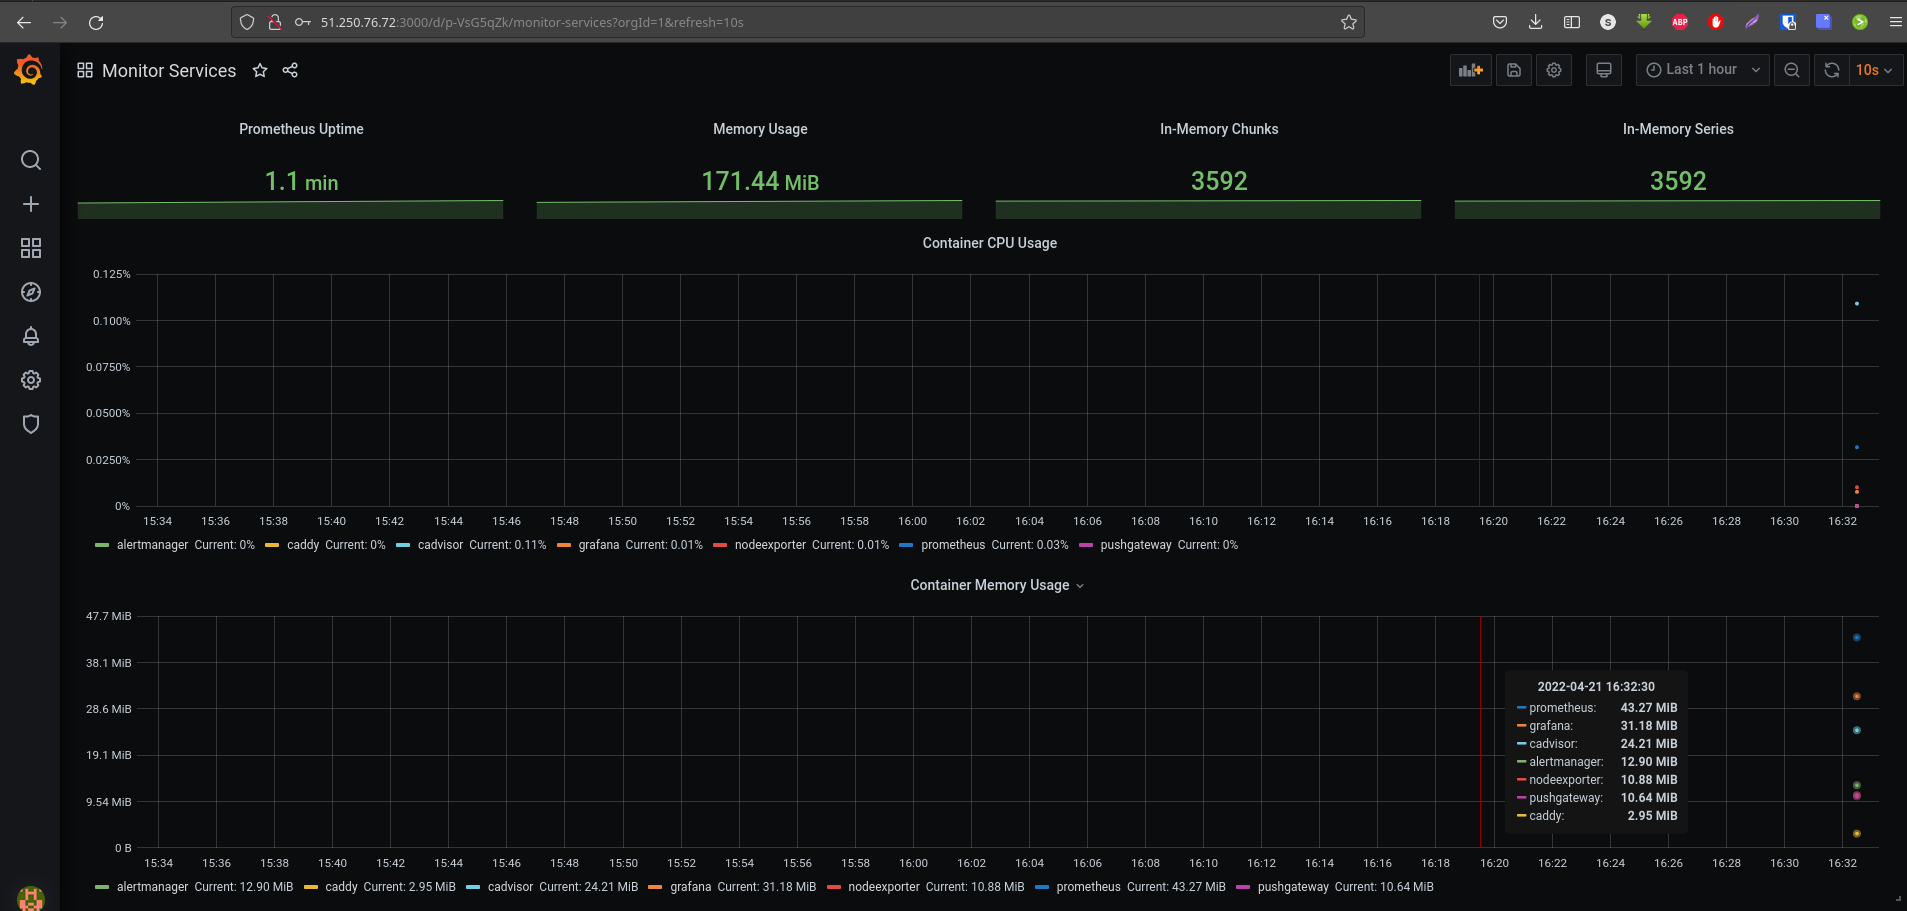 51.250.76.72:3000/d/p-VsG5qZk/monitor-services?orgId=1&refresh=10s
S
ABP
Monitor Services
Last 1 hour
10s
Prometheus Uptime
Memory Usage
In-Memory Chunks
In-Memory Series
1.1 min
171.44 MiB
3592
3592
Container CPU Usage
0.125%
0.100%
0.0750%
0.0500%
0.0250%
0%
15:34 15:36 15:38 15:40 15:42 15:44 15:46 15:48 15:50 15:52 15:54 15:56 15:58 16:00 16:02 16:04 16:06 16:08 16:10 16:12 16:14 16:16 16:18 16:20 16:22 16:24 16:26 16:28 16:30 16:32
alertmanager Current: 0% caddy Current: 0% cadvisor Current: 0.11% grafana Current: 0.01% nodeexporter Current: 0.01% prometheus Current: 0.03% pushgateway Current: 0%
Container Memory Usage
47.7 MiB
38.1 MiB
28.6 MiB
19.1 MiB
9.54 MiB
0 B
2022-04-21 16:32:30
prometheus: 43.27 MiB
grafana: 31.18 MiB
cadvisor: 24.21 MiB
alertmanager: 12.90 MiB
nodeexporter: 10.88 MiB
pushgateway: 10.64 MiB
caddy: 2.95 MiB
15:34 15:36 15:38 15:40 15:42 15:44 15:46 15:48 15:50 15:52 15:54 15:56 15:58 16:00 16:02 16:04 16:06 16:08 16:10 16:12 16:14 16:16 16:18 16:20 16:22 16:24 16:26 16:28 16:30 16:32
alertmanager Current: 12.90 MiB caddy Current: 2.95 MiB cadvisor Current: 24.21 MiB grafana Current: 31.18 MiB nodeexporter Current: 10.88 MiB prometheus Current: 43.27 MiB pushgateway Current: 10.64 MiB